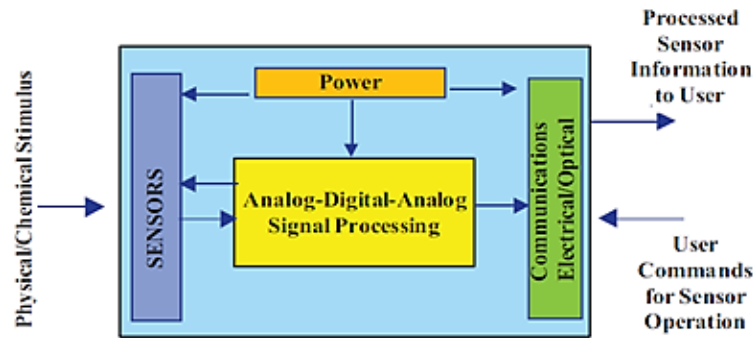 Physical/Chemical Stimulus
SENSORS
Power
Analog-Digital-Analog
Signal Processing
Communications
Electrical/Optical
Processed
Sensor
Information
to User
User
Commands
for Sensor
Operation